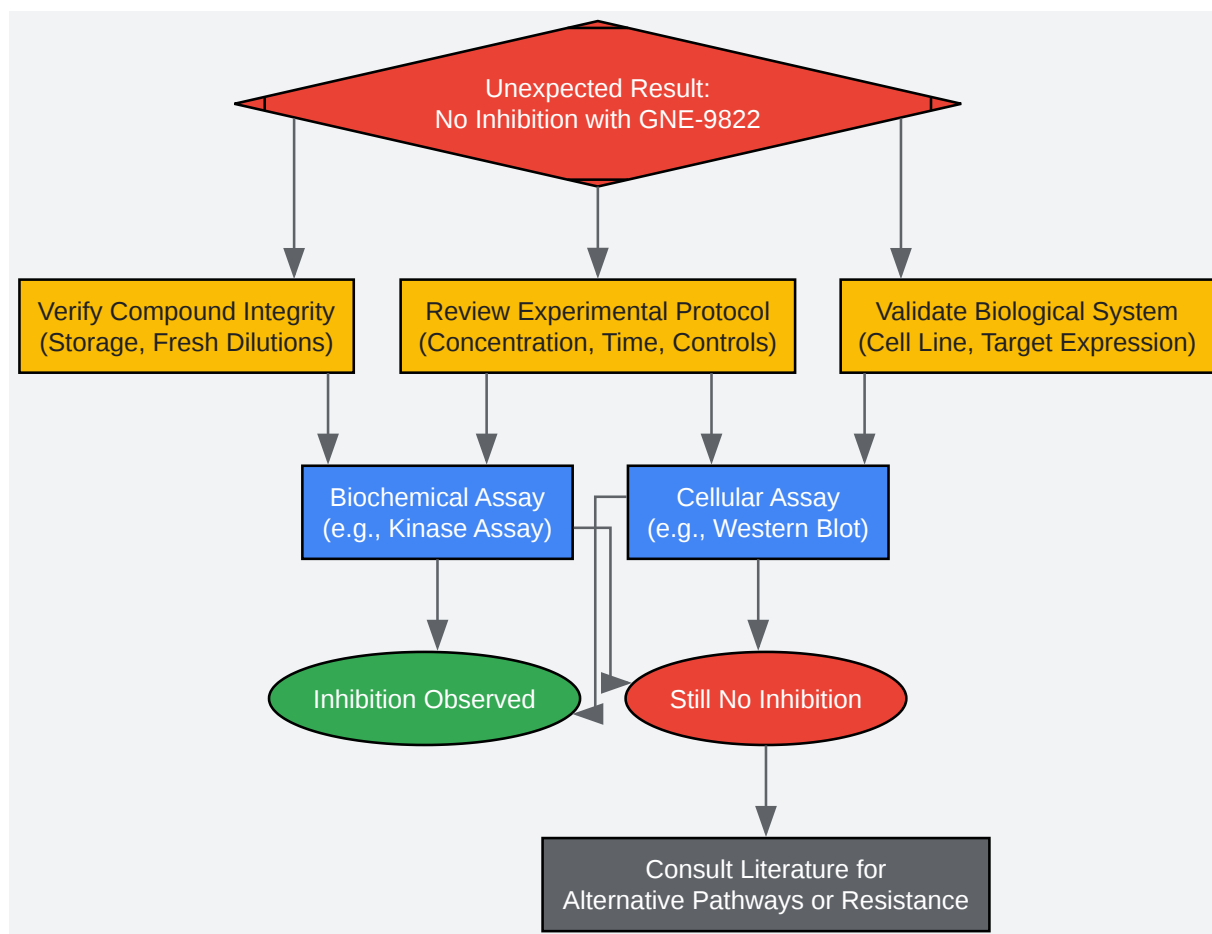 Unexpected Result:
No Inhibition with GNE-9822
Verify Compound Integrity
(Storage, Fresh Dilutions)
Review Experimental Protocol
(Concentration, Time, Controls)
Validate Biological System
(Cell Line, Target Expression)
Biochemical Assay
(e.g., Kinase Assay)
Cellular Assay
(e.g., Western Blot)
Inhibition Observed
Still No Inhibition
Consult Literature for
Alternative Pathways or Resistance